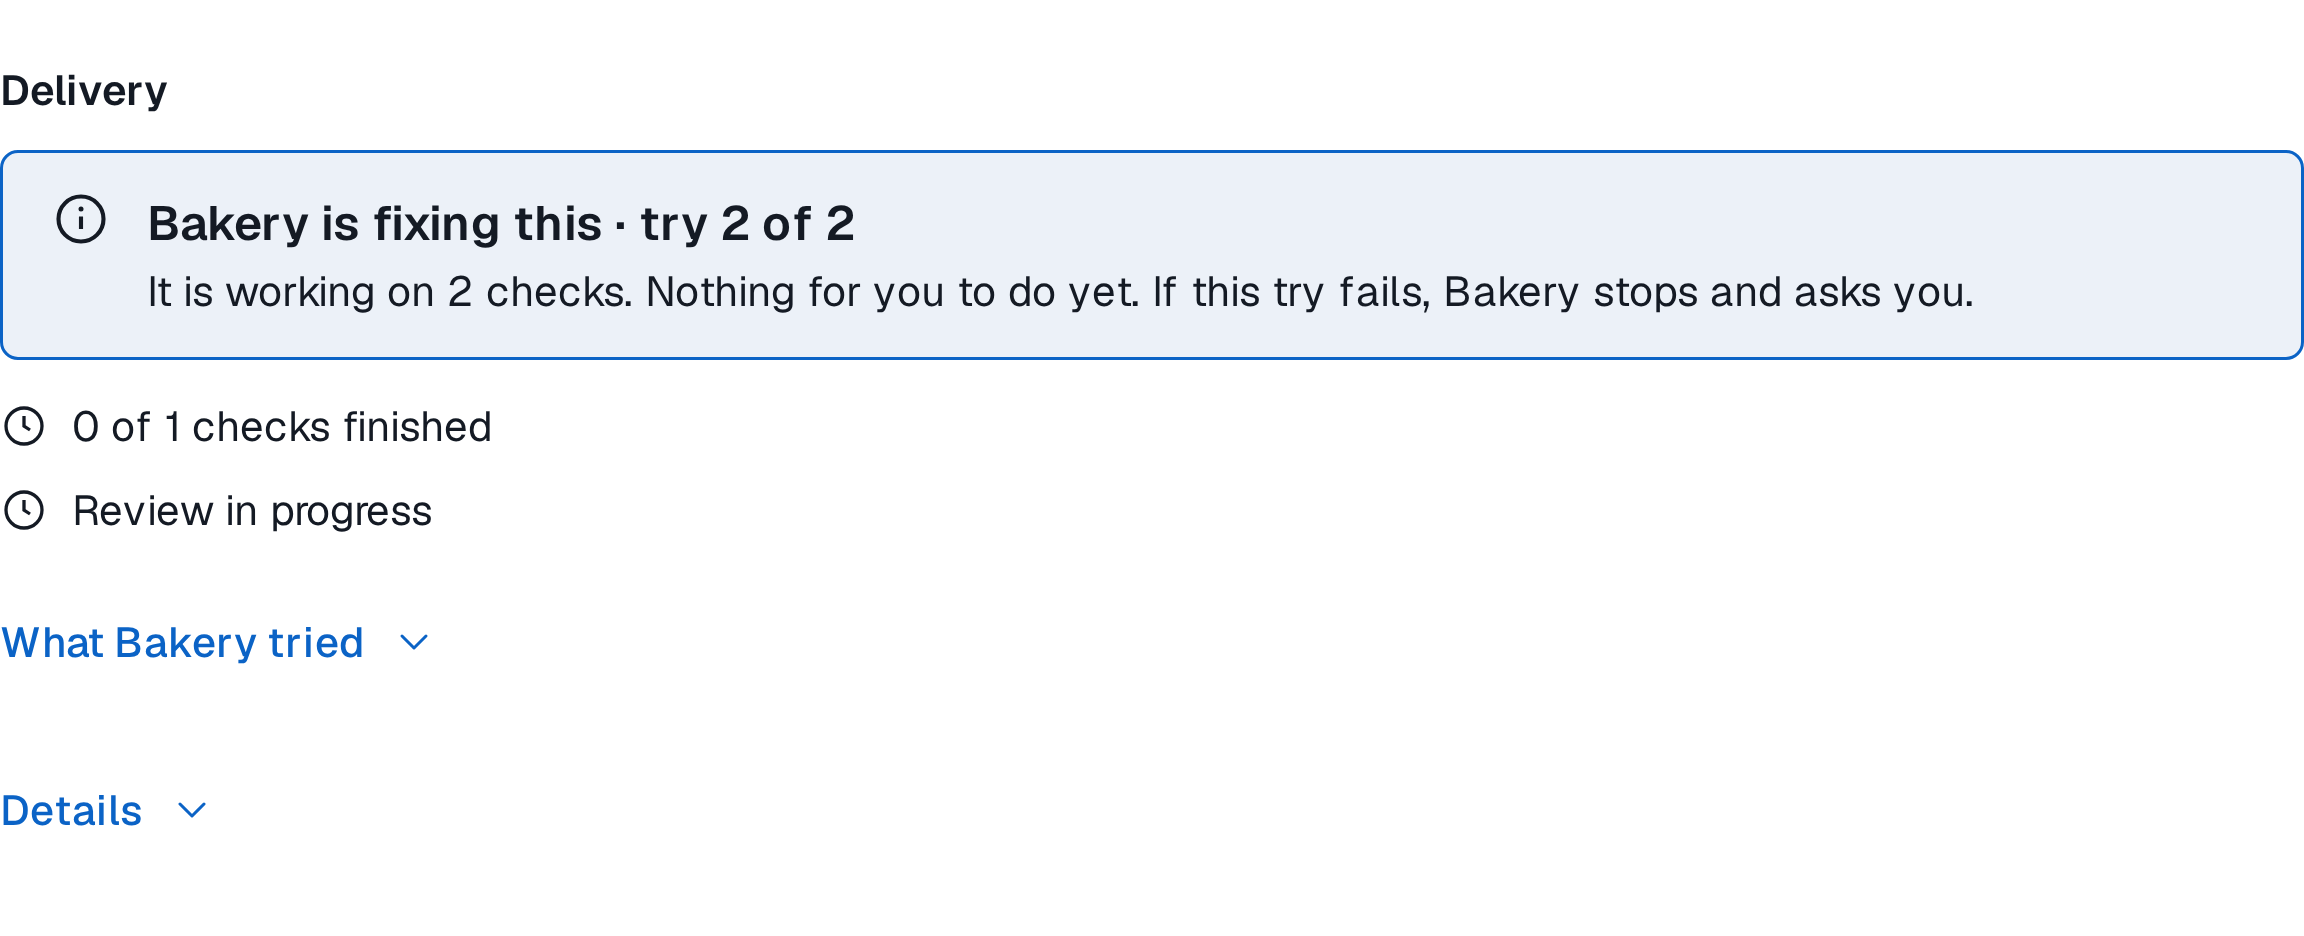 Delivery
Bakery is fixing this · try 2 of 2
It is working on 2 checks. Nothing for you to do yet. If this try fails, Bakery stops and asks you.
0 of 1 checks finished
Review in progress
What Bakery tried
Details